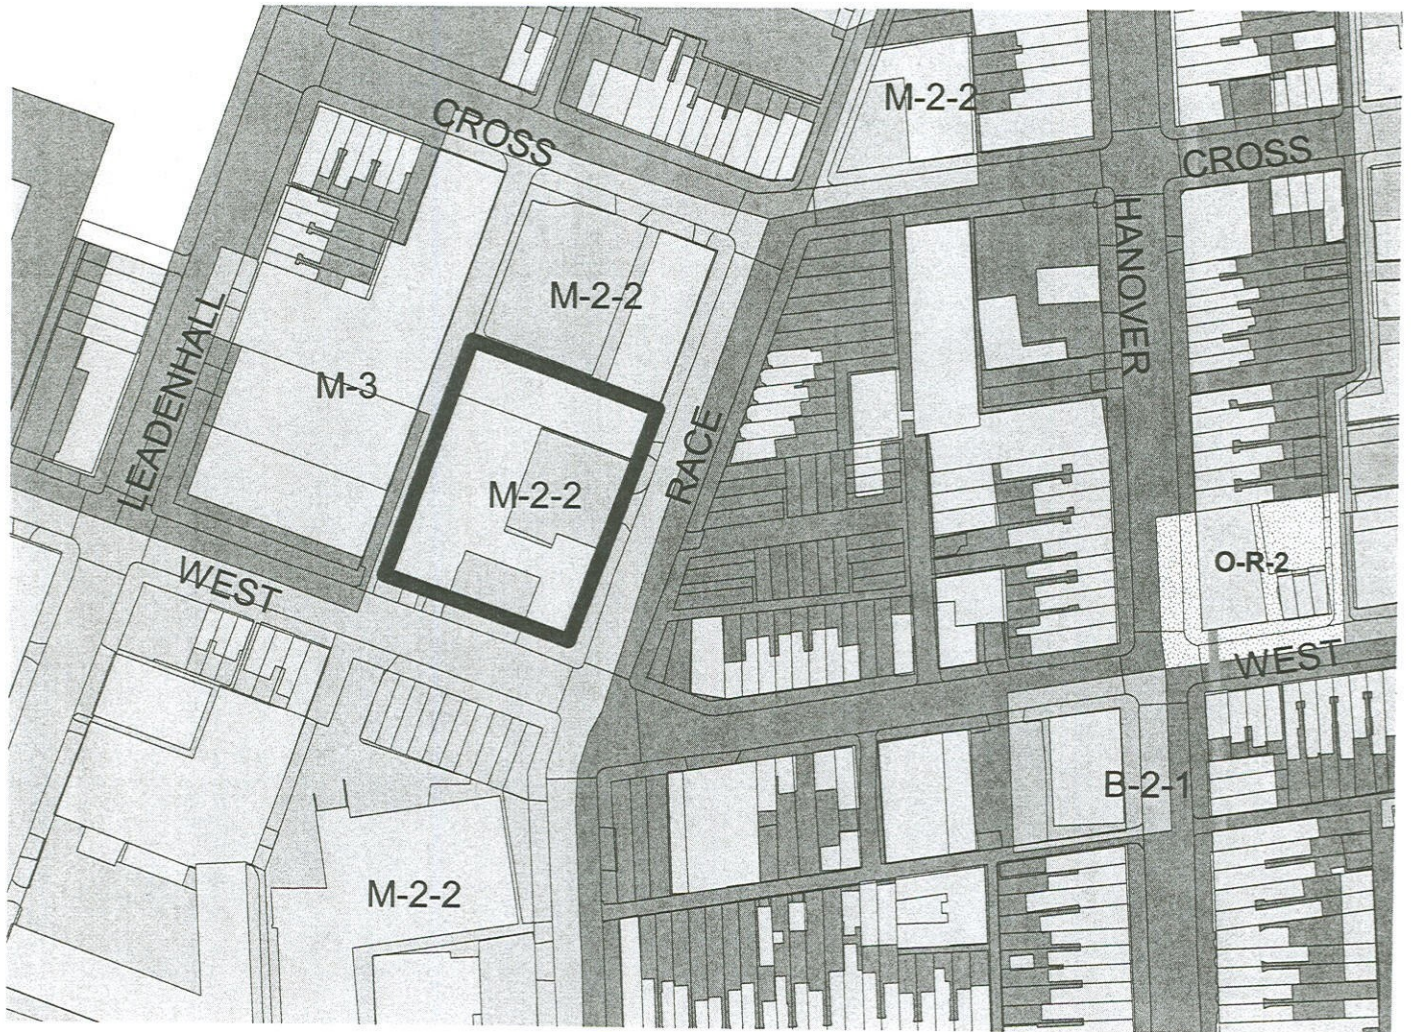 M-2-2
CROSS
CROSS
HANOVER
M-2-2
LEADENHALL
M-3
RACE
M-2-2
WEST
O-R-2
WEST
B-2-1
M-2-2